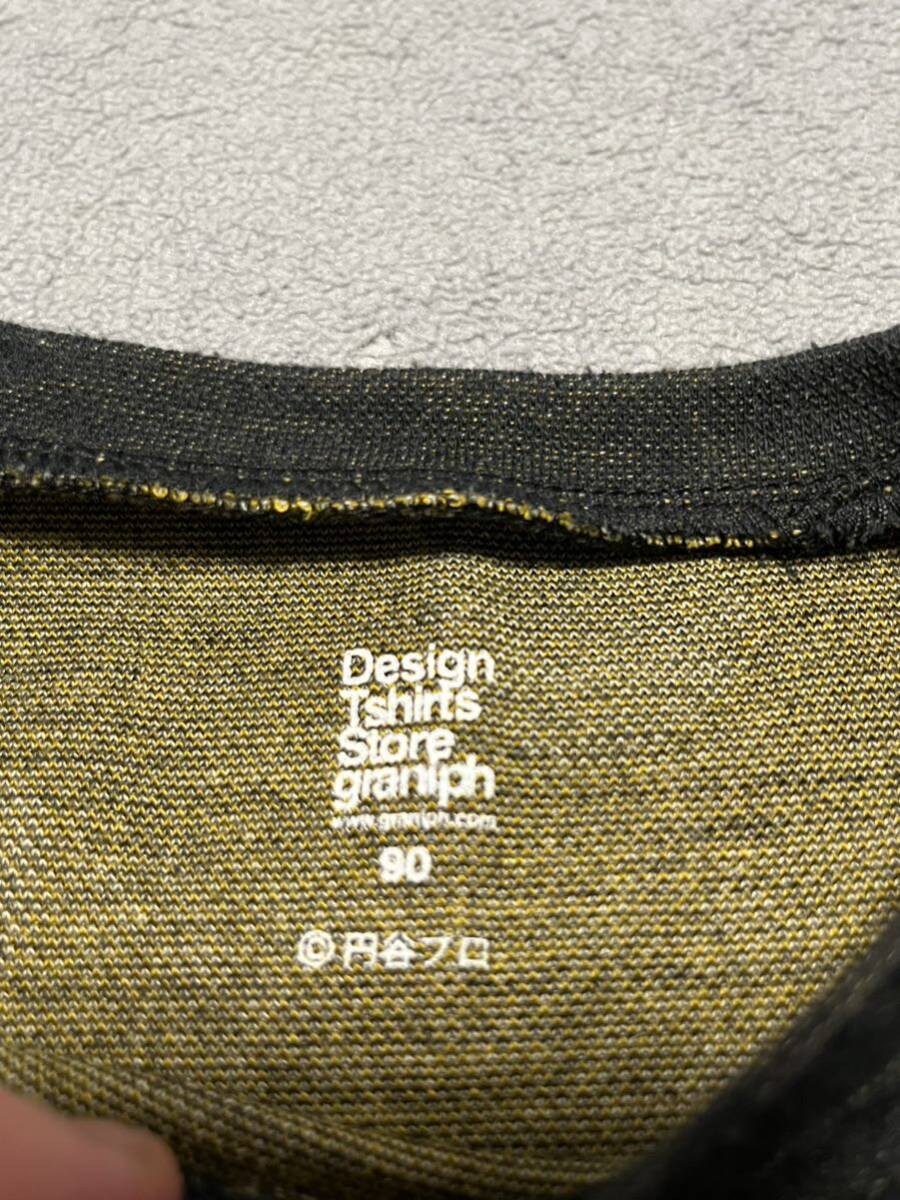 Design
Tshirts
Store
graniph
www.graniph.com
90
©円谷プロ